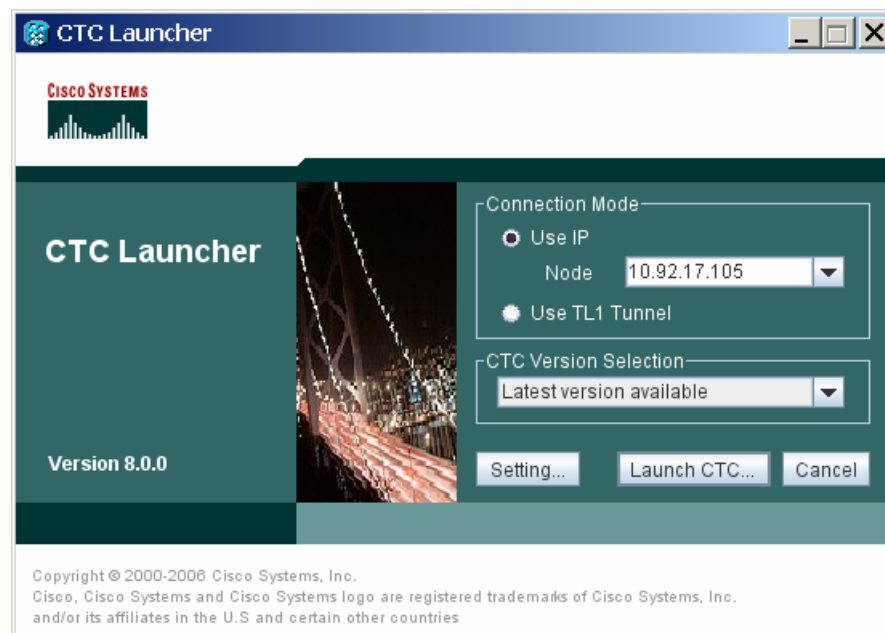 CTC Launcher
CISCO SYSTEMS
CTC Launcher
Version 8.0.0
Connection Mode
Use IP
Node 10.92.17.105
Use TL1 Tunnel
CTC Version Selection
Latest version available
Setting... Launch CTC... Cancel
Copyright © 2000-2006 Cisco Systems, Inc.
Cisco, Cisco Systems and Cisco Systems logo are registered trademarks of Cisco Systems, Inc.
and/or its affiliates in the U.S and certain other countries